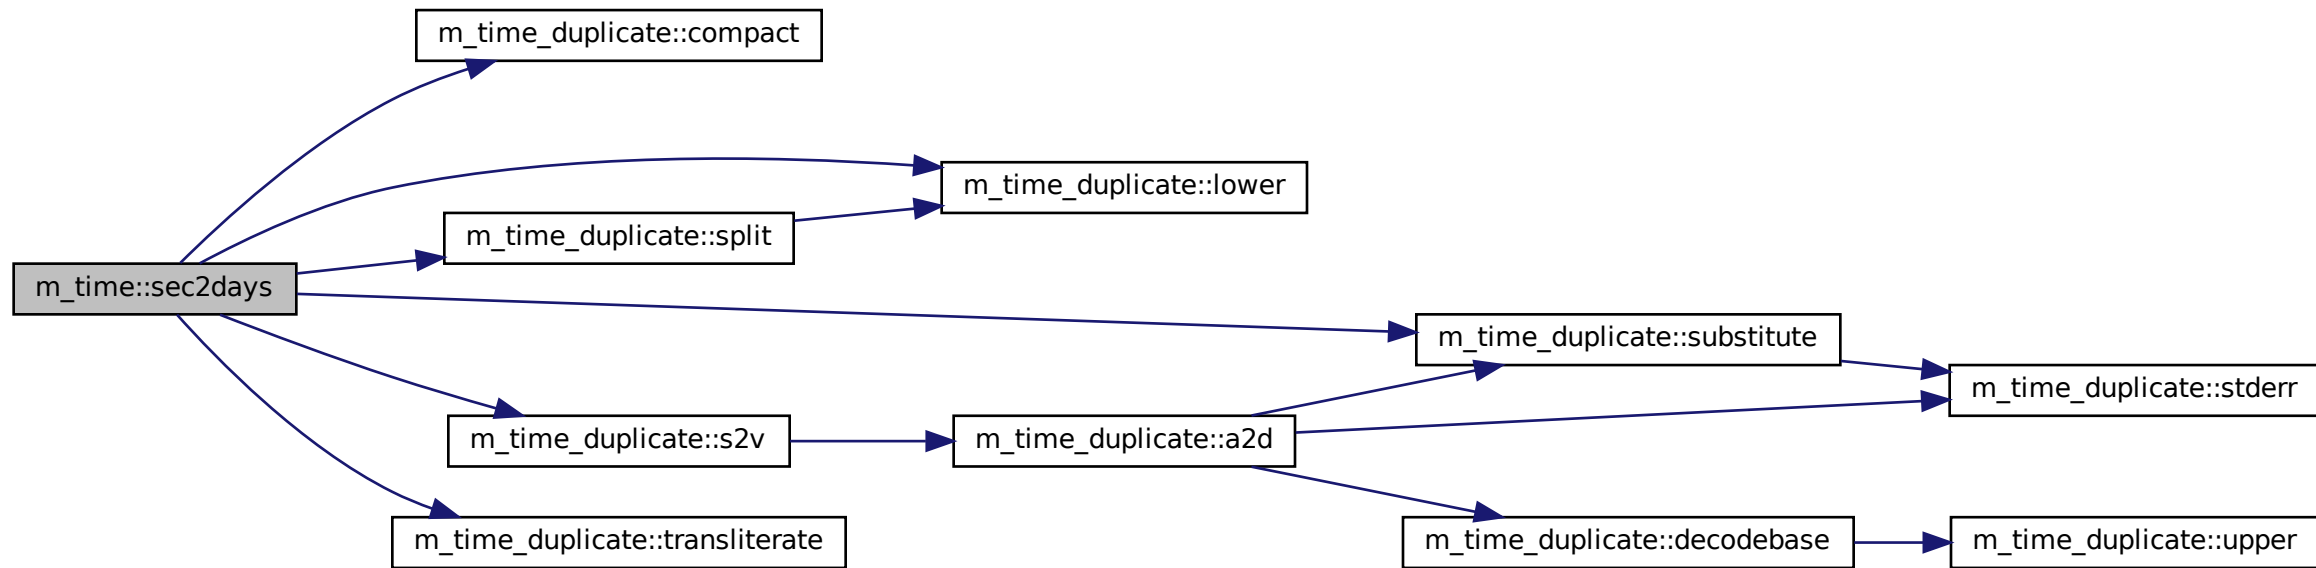 m_time_duplicate::compact
m_time_duplicate::lower
m_time_duplicate::split
m_time::sec2days
m_time_duplicate::substitute
m_time_duplicate::stderr
m_time_duplicate::s2v
m_time_duplicate::a2d
m_time_duplicate::transliterate
m_time_duplicate::decodebase
m_time_duplicate::upper